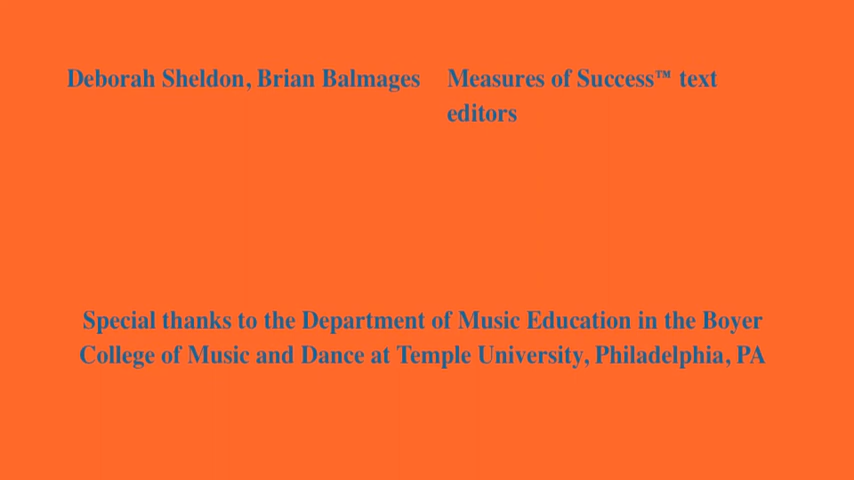 Deborah Sheldon, Brian Balmages
Measures of Success™ text
editors
Special thanks to the Department of Music Education in the Boyer
College of Music and Dance at Temple University, Philadelphia, PA